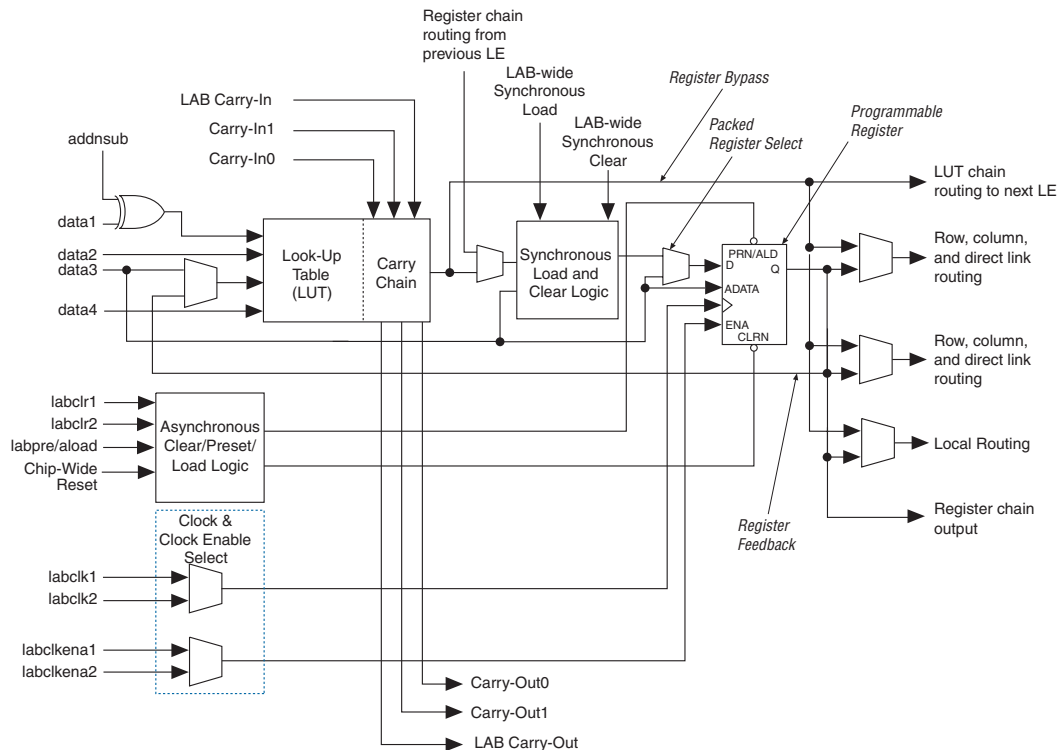 Register chain
routing from
previous LE
LAB-wide
Synchronous
Load
Register Bypass
LAB Carry-In
Packed
Register Select
Programmable
Register
Carry-In1
LAB-wide
Synchronous
Clear
addnsub
Carry-In0
LUT chain
routing to next LE
data1
data2
data3
data4
Look-Up
Table
(LUT)
Carry
Chain
Synchronous
Load and
Clear Logic
PRN/ALD
D
Q
ADATA
ENA
CLRN
Row, column,
and direct link
routing
Row, column,
and direct link
routing
labclr1
labclr2
labpre/aload
Chip-Wide
Reset
Asynchronous
Clear/Preset/
Load Logic
Local Routing
Register
Feedback
Register chain
output
Clock &
Clock Enable
Select
labclk1
labclk2
labclkena1
labclkena2
Carry-Out0
Carry-Out1
LAB Carry-Out